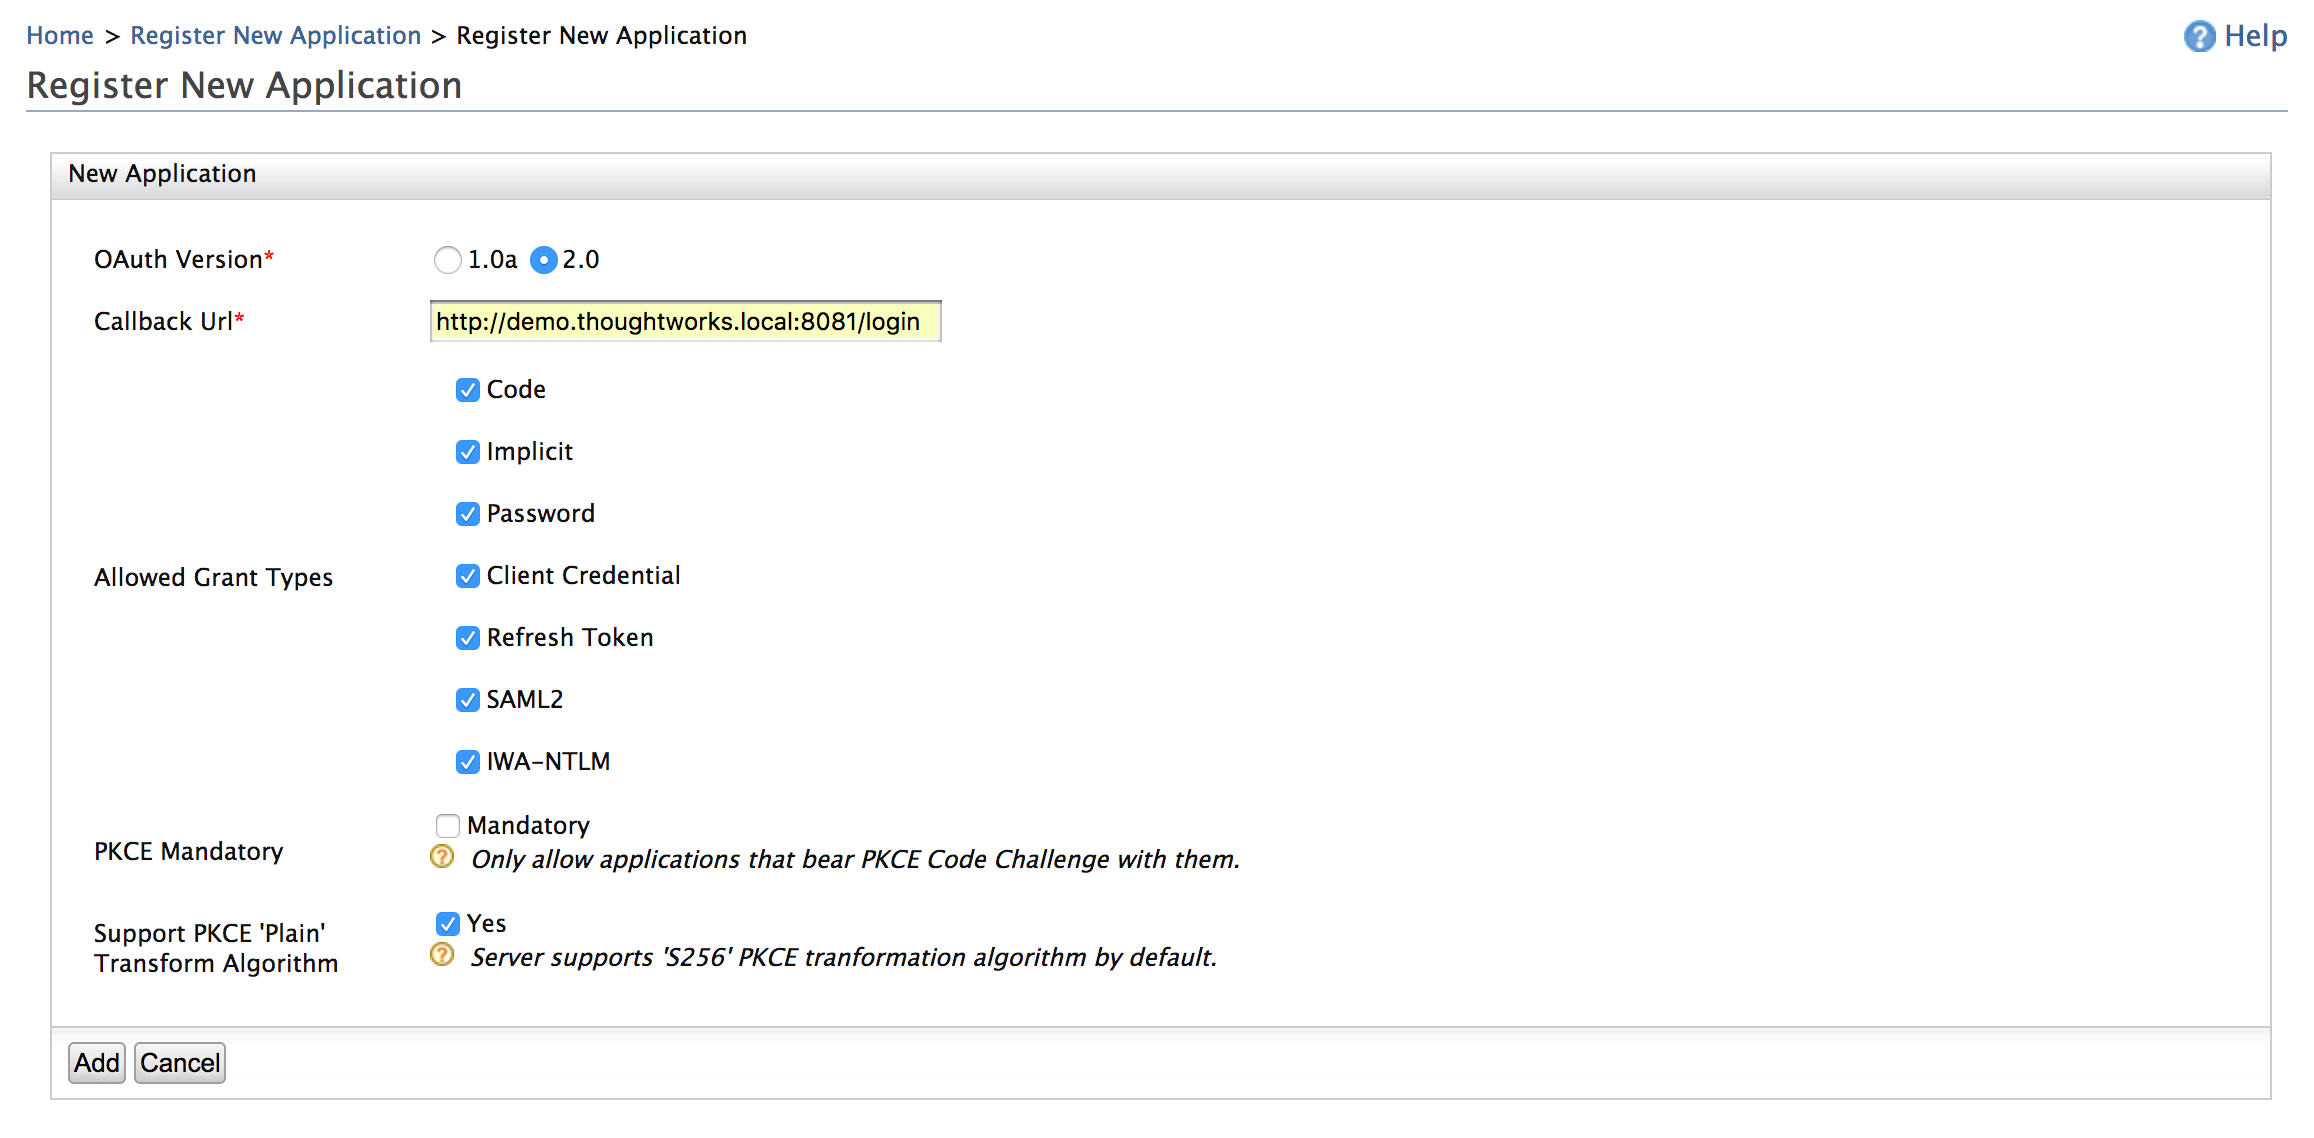 Home > Register New Application > Register New Application
Help
Register New Application
New Application
OAuth Version*
1.0a 2.0
Callback Url*
http://demo.thoughtworks.local:8081/login
Allowed Grant Types
Code
Implicit
Password
Client Credential
Refresh Token
SAML2
IWA-NTLM
PKCE Mandatory
Mandatory
Only allow applications that bear PKCE Code Challenge with them.
Support PKCE 'Plain'
Transform Algorithm
Yes
Server supports 'S256' PKCE tranformation algorithm by default.
Add Cancel